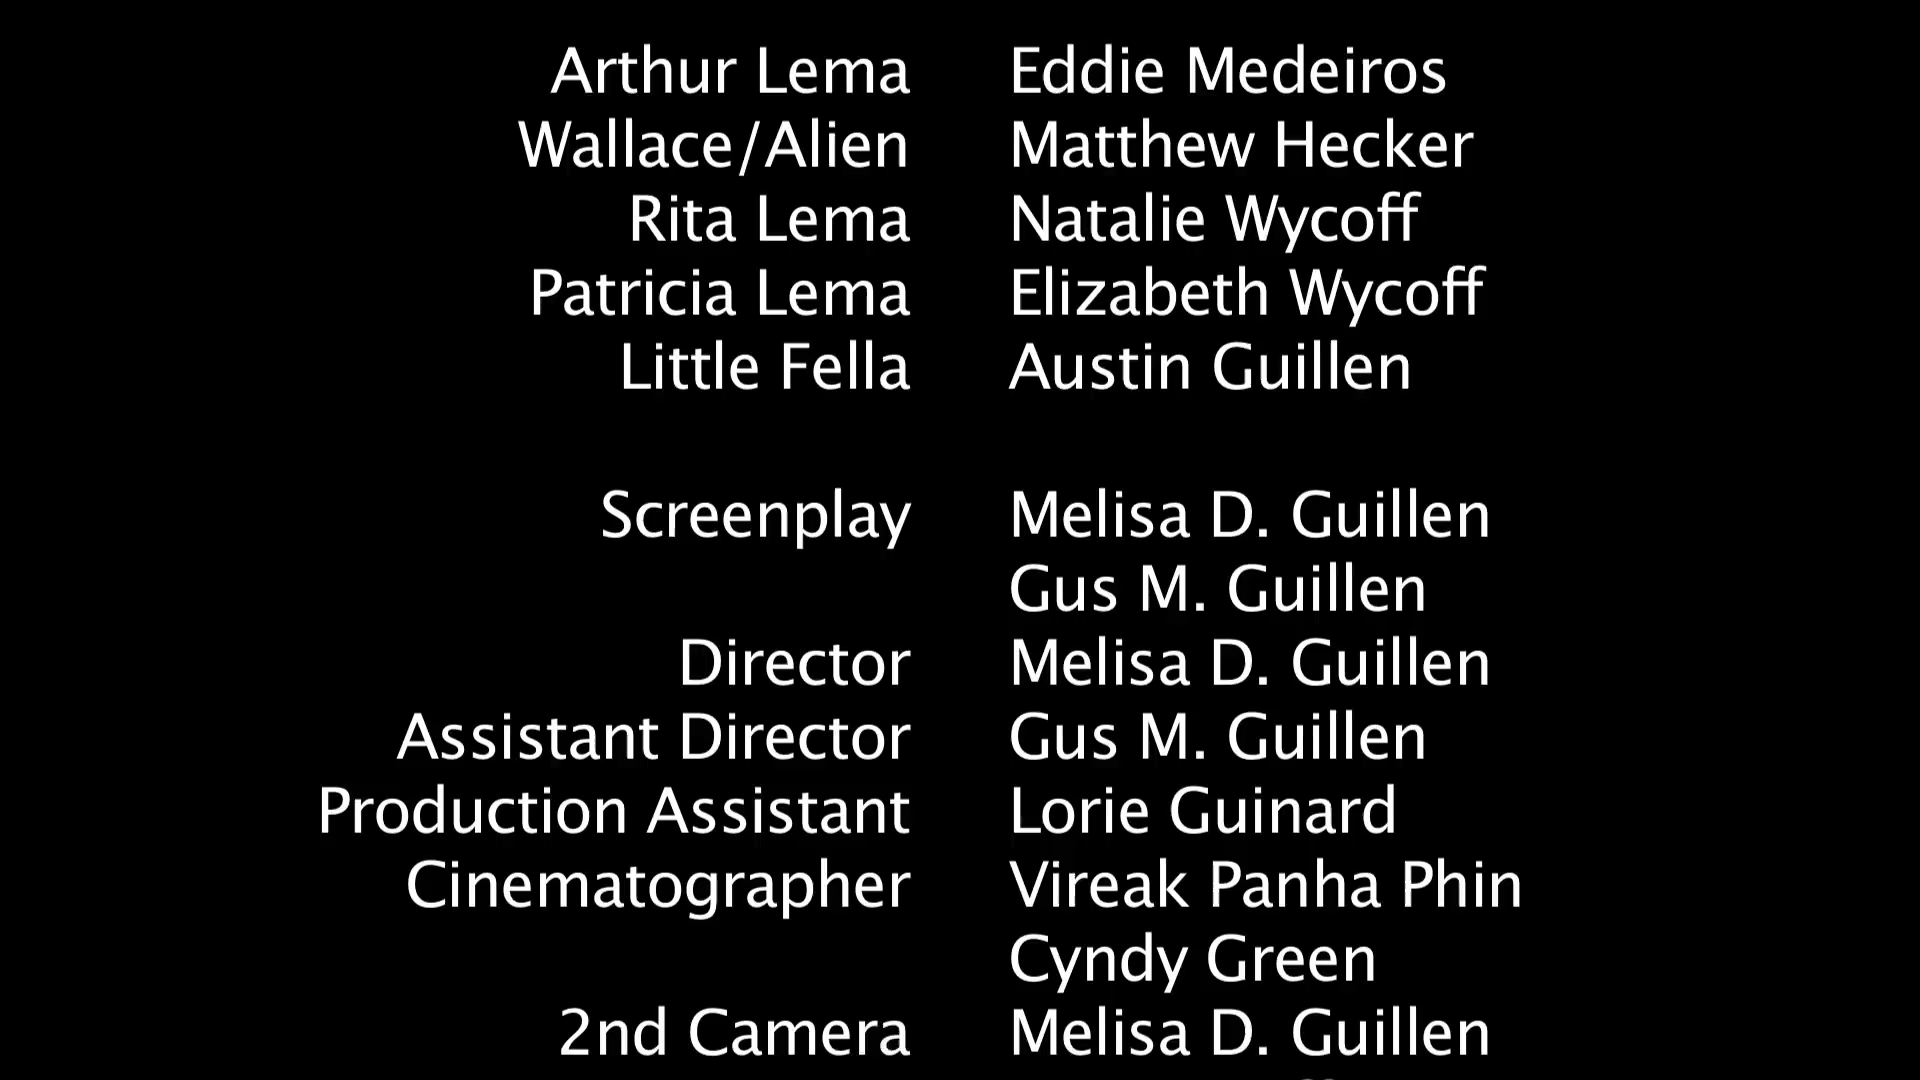 Arthur Lema Eddie Medeiros
Wallace/Alien Matthew Hecker
Rita Lema Natalie Wycoff
Patricia Lema Elizabeth Wycoff
Little Fella Austin Guillen
Screenplay Melisa D. Guillen
Gus M. Guillen
Director Melisa D. Guillen
Assistant Director Gus M. Guillen
Production Assistant Lorie Guinard
Cinematographer Vireak Panha Phin
Cyndy Green
2nd Camera Melisa D. Guillen